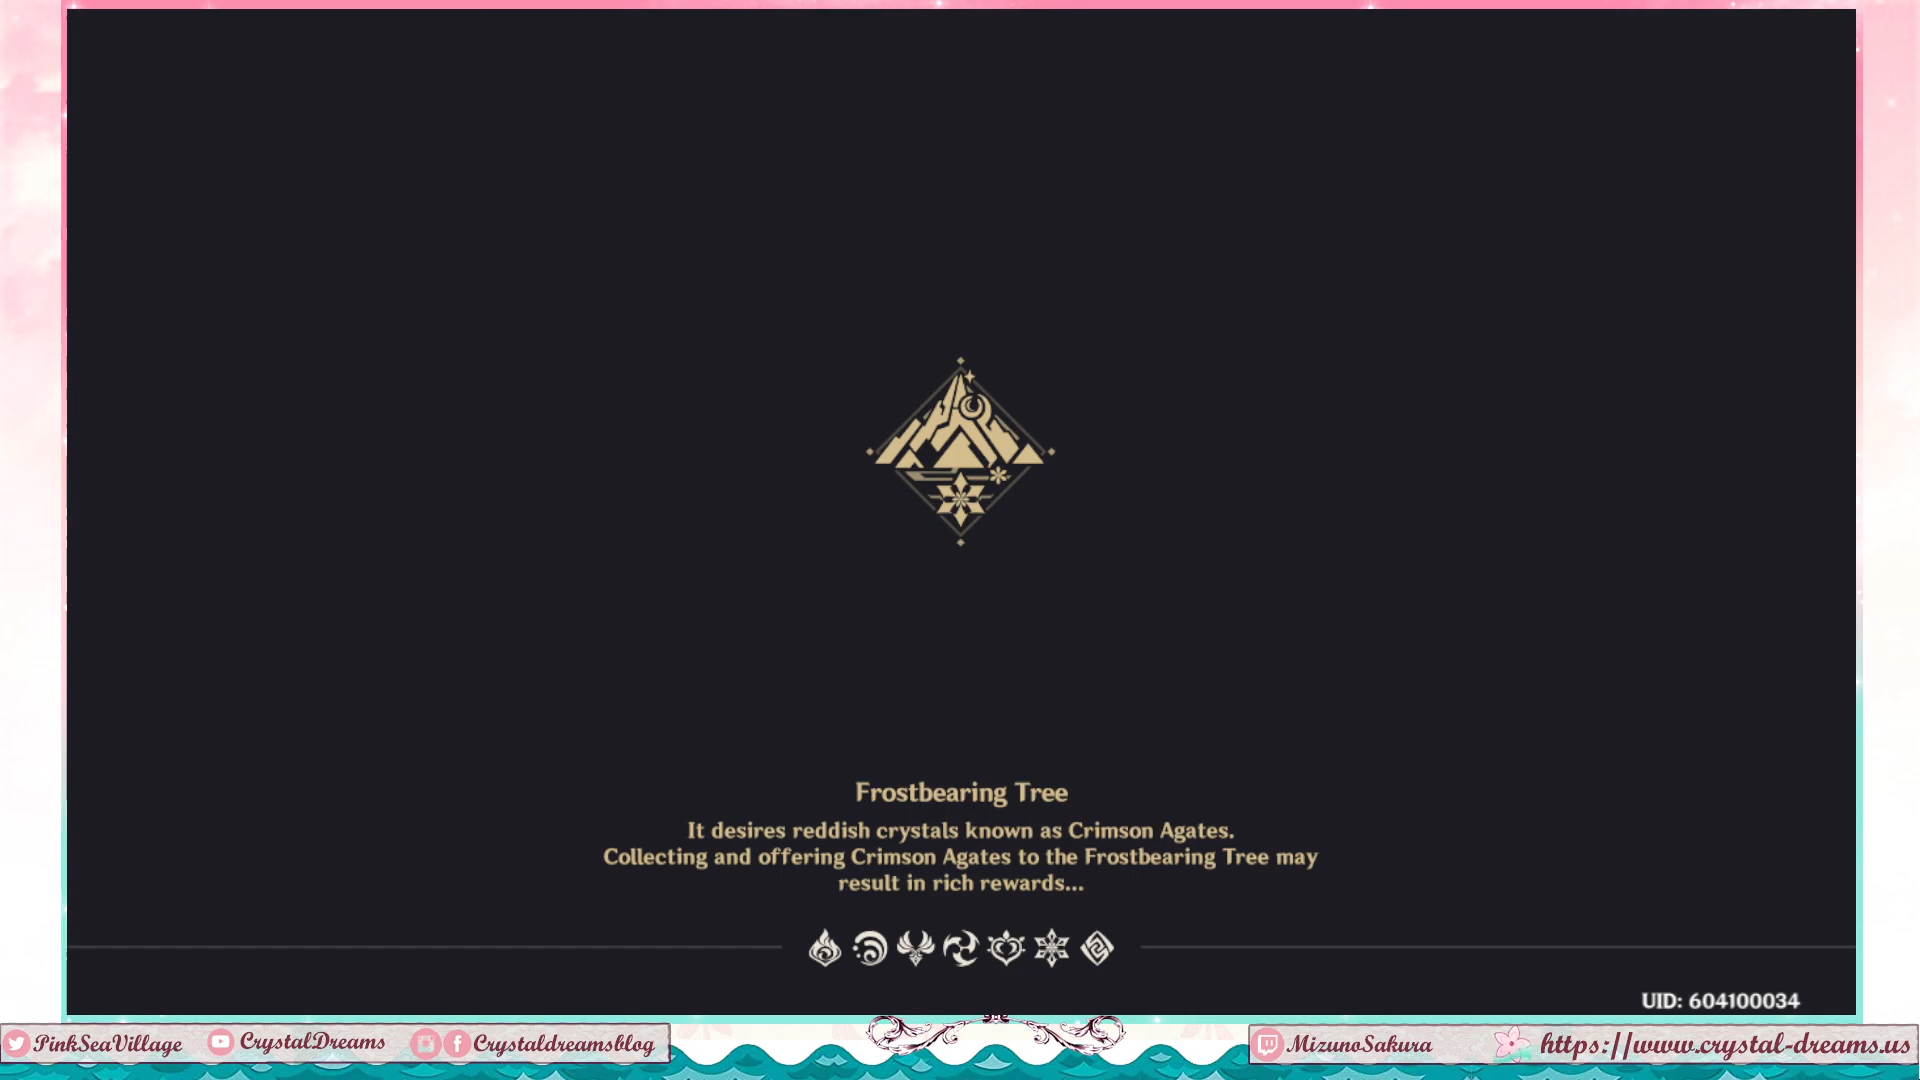 Frostbearing Tree
It desires reddish crystals known as Crimson Agates.
Collecting and offering Crimson Agates to the Frostbearing Tree may
result in rich rewards...
UID: 604100034
PinkSeaVillage
CrystalDreams
Crystaldreamsblog
MizunoSakura
https://www.crystal-dreams.us